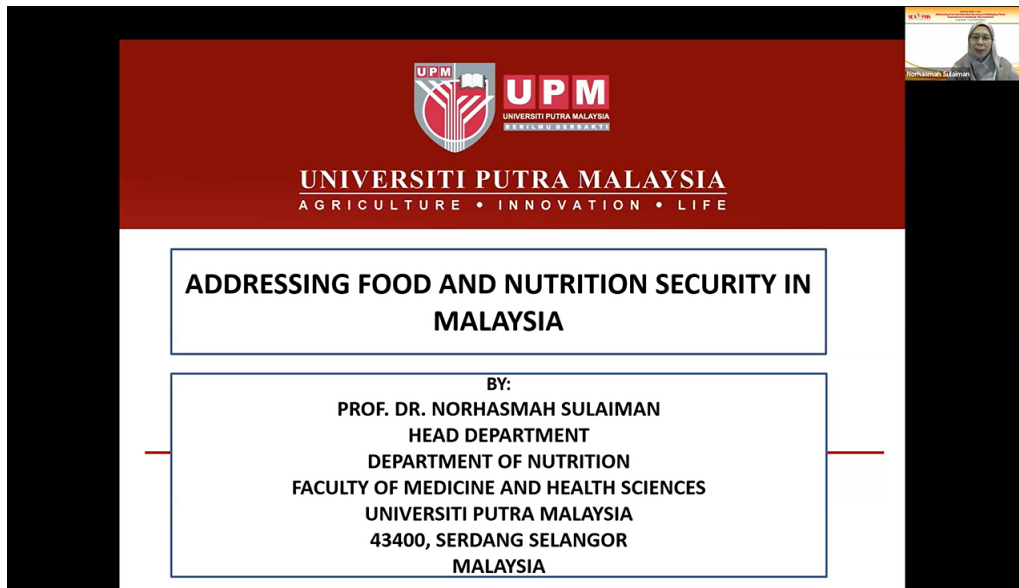 UPM
UPM
UNIVERSITI PUTRA MALAYSIA
BERILMU BERBAKTI
UNIVERSITI PUTRA MALAYSIA
AGRICULTURE • INNOVATION • LIFE
Norhasmah Sulaiman
ADDRESSING FOOD AND NUTRITION SECURITY IN
MALAYSIA
BY:
PROF. DR. NORHASMAH SULAIMAN
HEAD DEPARTMENT
DEPARTMENT OF NUTRITION
FACULTY OF MEDICINE AND HEALTH SCIENCES
UNIVERSITI PUTRA MALAYSIA
43400, SERDANG SELANGOR
MALAYSIA